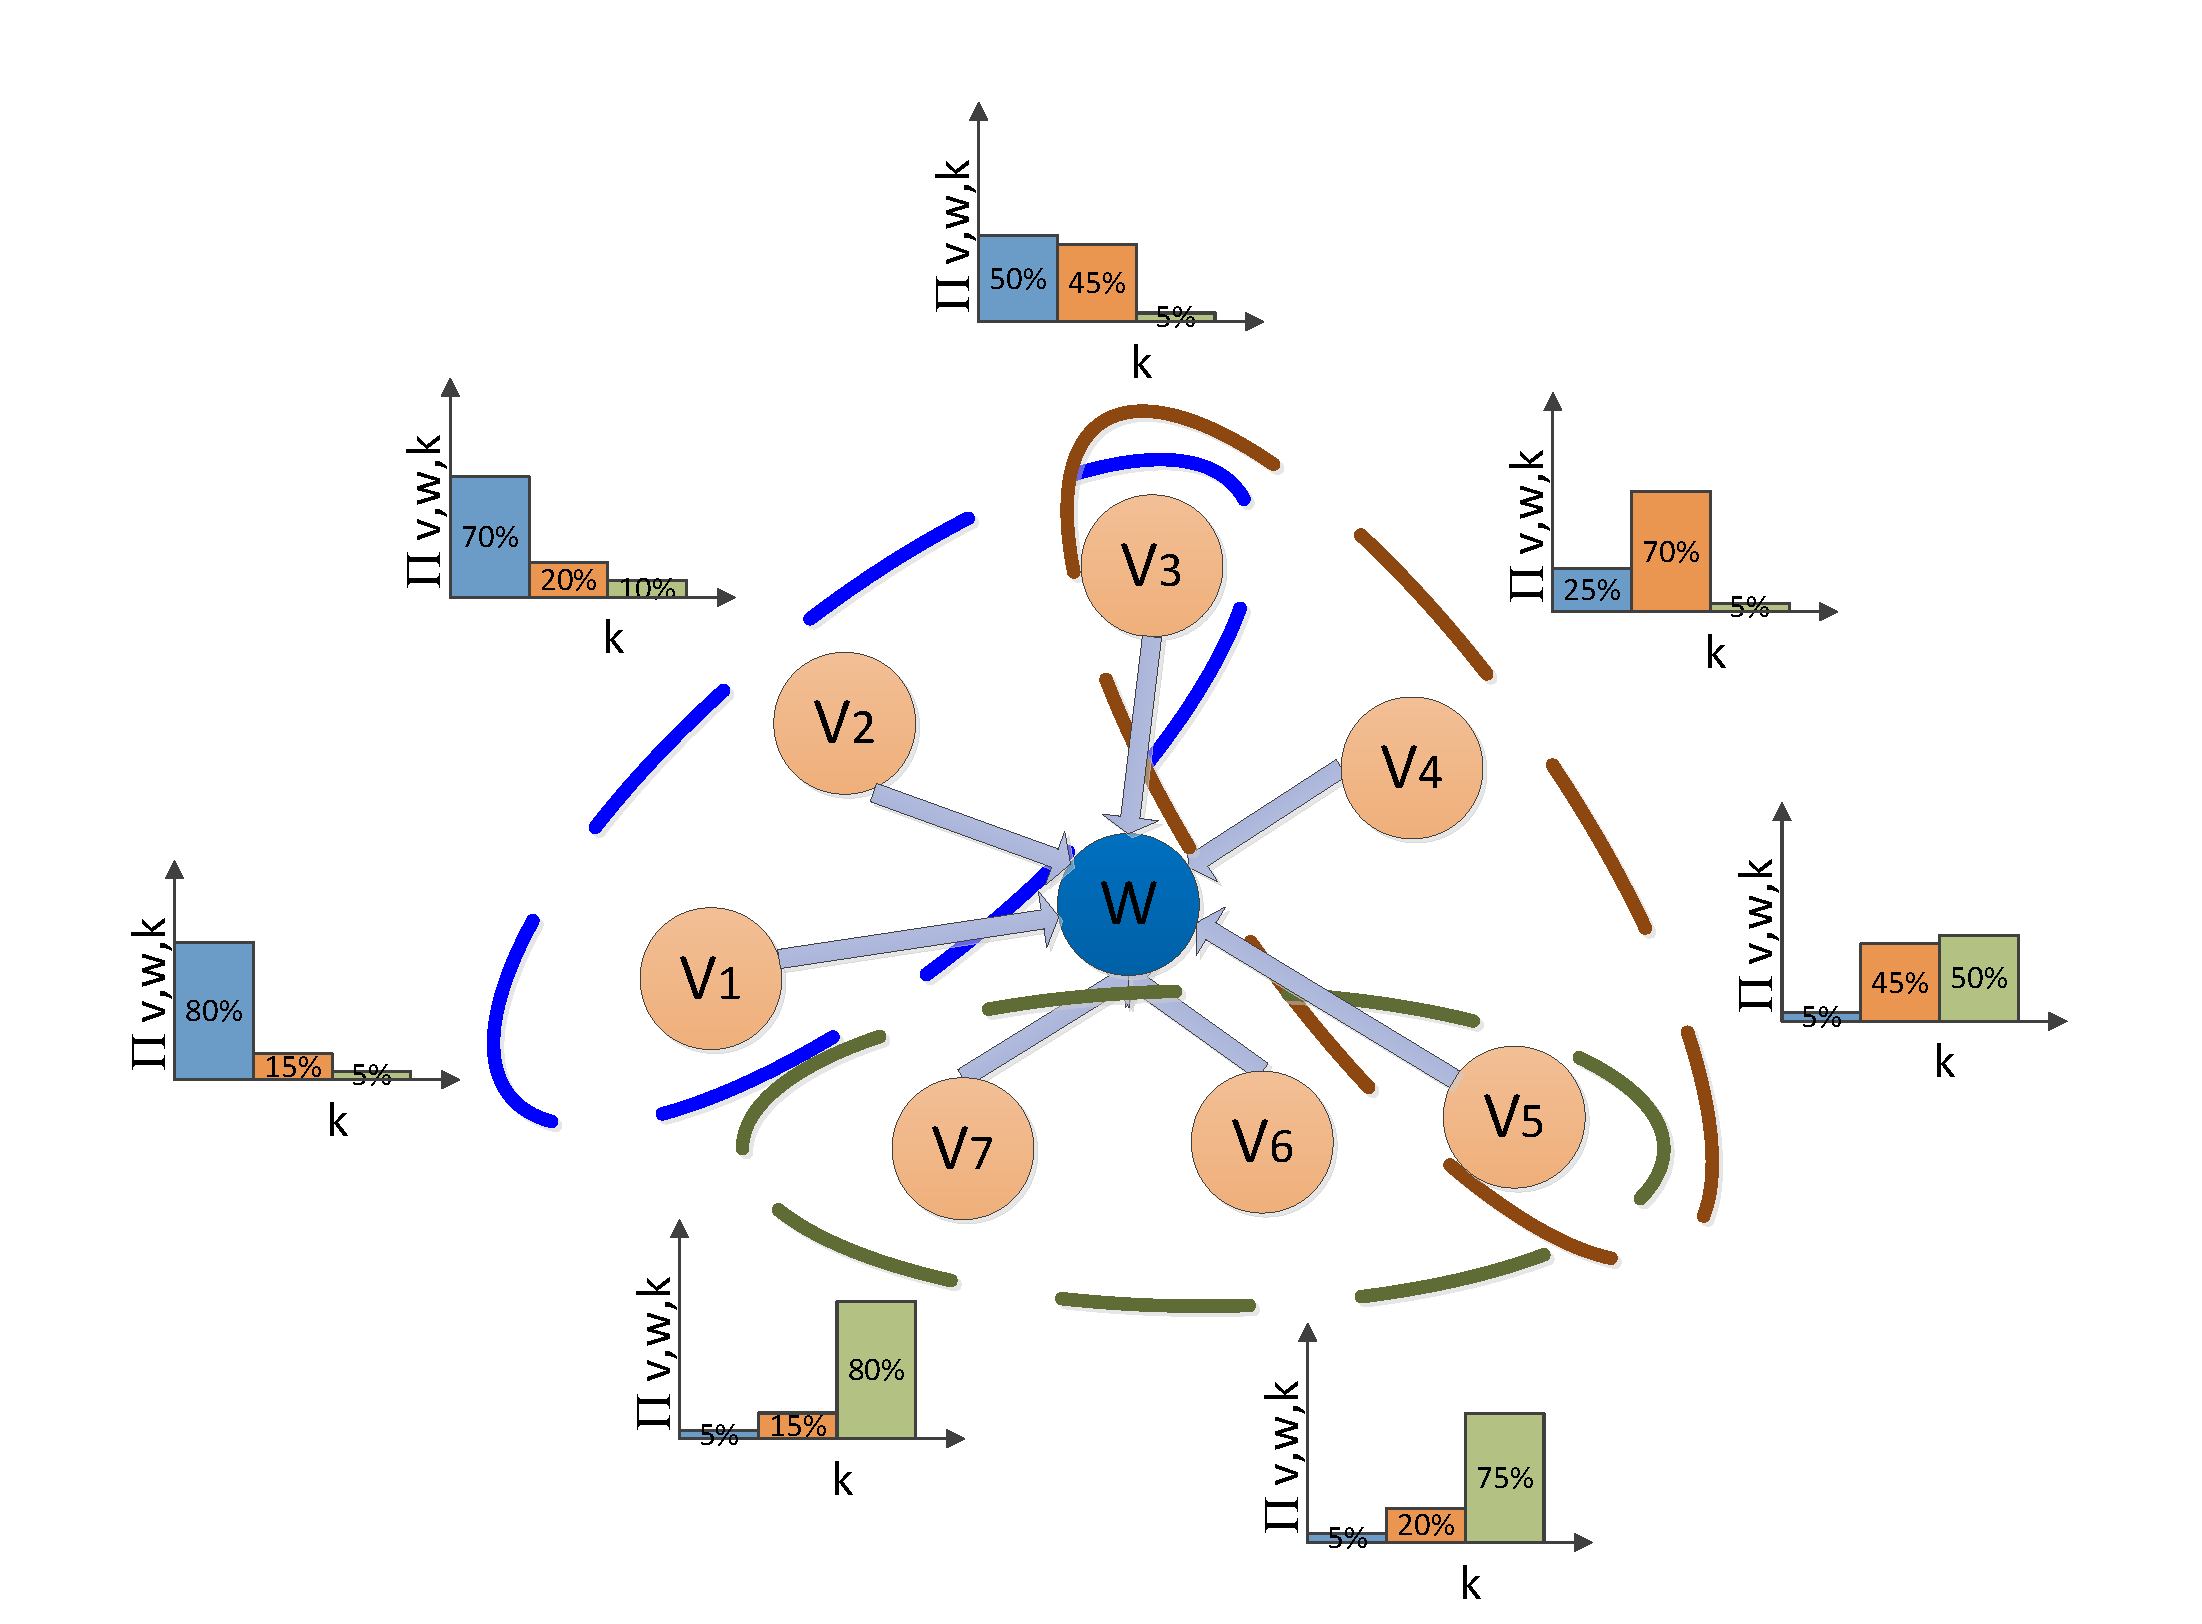 Π v,w,k
50%
45%
5%
k
Π v,w,k
70%
20%
10%
k
Π v,w,k
25%
70%
5%
k
V3
V2
V4
Π v,w,k
80%
15%
5%
k
W
V1
Π v,w,k
5%
45%
50%
k
V7
V6
V5
Π v,w,k
5%
15%
80%
k
Π v,w,k
5%
20%
75%
k